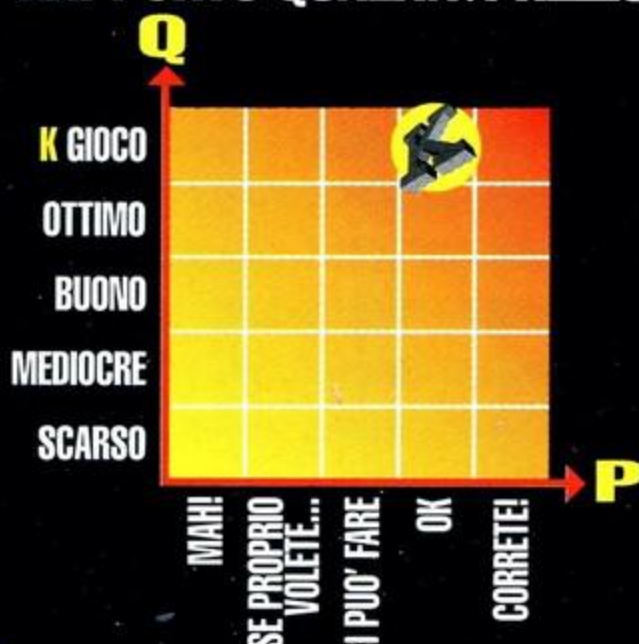 Q
K GIOCO
OTTIMO
BUONO
MEDIOCRE
SCARSO
P
MAH!
SE PROPRIO
VOLETE...
PUO' FARE
OK
CORRETE!